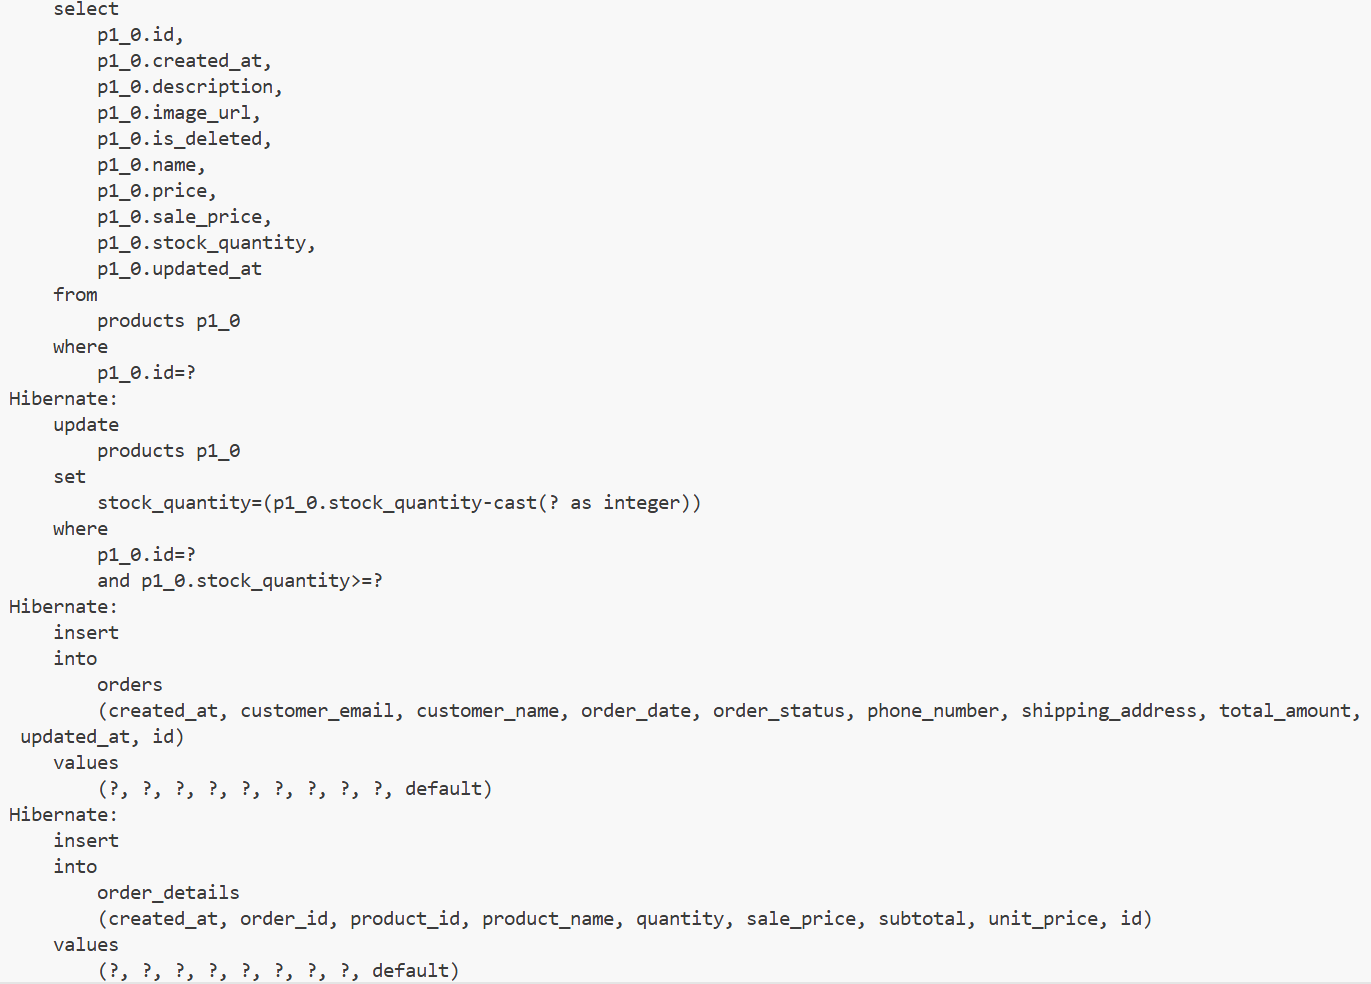 select
p1_0.id,
p1_0.created_at,
p1_0.description,
p1_0.image_url,
p1_0.is_deleted,
p1_0.name,
p1_0.price,
p1_0.sale_price,
p1_0.stock_quantity,
p1_0.updated_at
from
products p1_0
where
p1_0.id=?
Hibernate:
update
products p1_0
set
stock_quantity=(p1_0.stock_quantity-cast(? as integer))
where
p1_0.id=?
and p1_0.stock_quantity>=?
Hibernate:
insert
into
orders
(created_at, customer_email, customer_name, order_date, order_status, phone_number, shipping_address, total_amount,
updated_at, id)
values
(?, ?, ?, ?, ?, ?, ?, ?, ?, default)
Hibernate:
insert
into
order_details
(created_at, order_id, product_id, product_name, quantity, sale_price, subtotal, unit_price, id)
values
(?, ?, ?, ?, ?, ?, ?, ?, default)